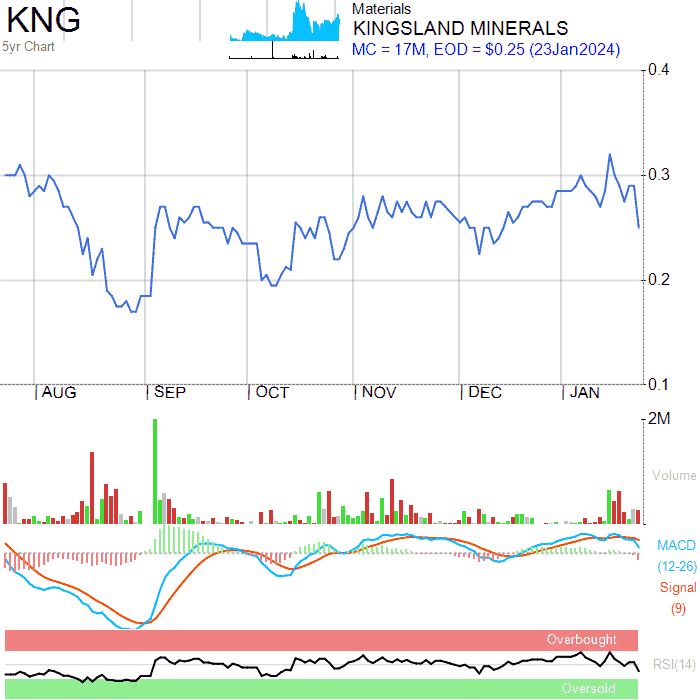 KNG
5yr Chart
Materials
KINGSLAND MINERALS
MC = 17M, EOD = $0.25 (23Jan2024)
0.4
0.3
0.2
0.1
AUG SEP OCT NOV DEC JAN
2M
Volume
MACD
(12-26)
Signal
(9)
Overbought
RSI(14)
Oversold